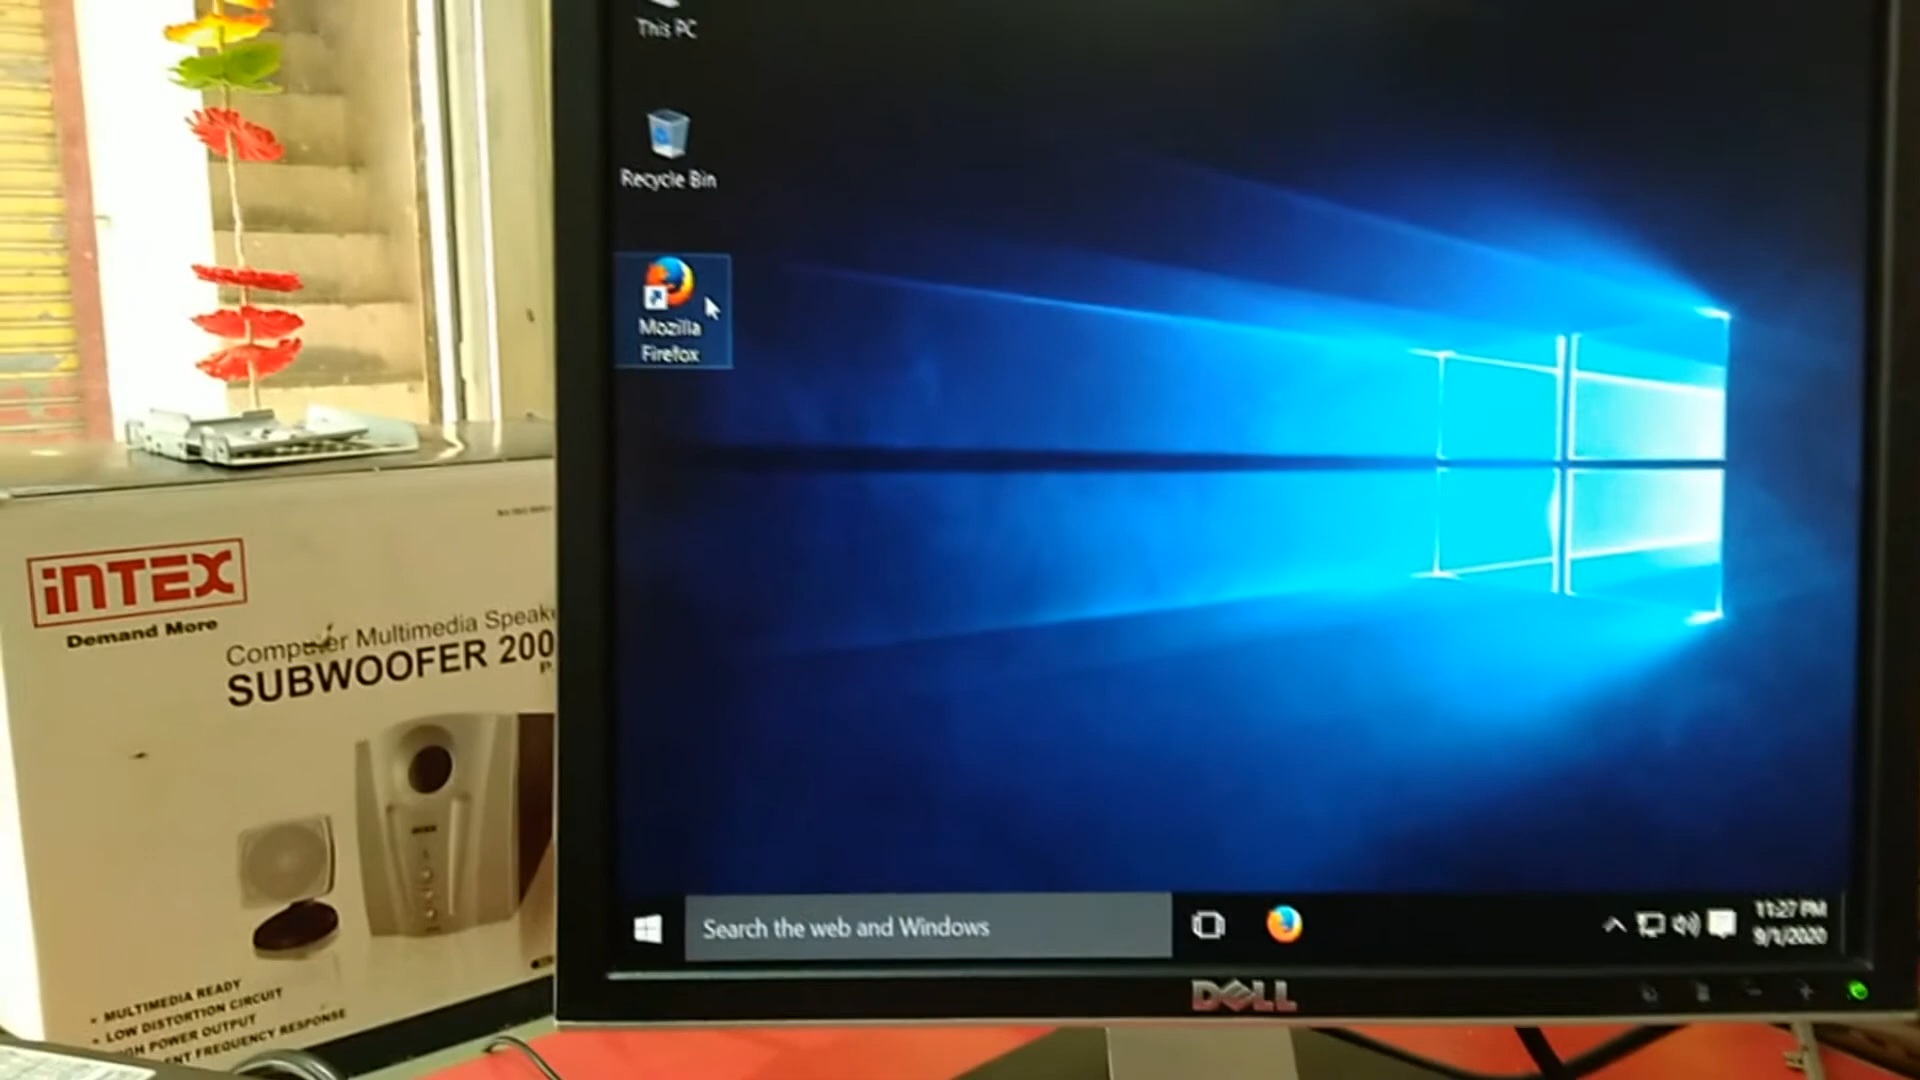 This PC
Recycle Bin
Mozilla
Firefox
iNTEX
Demand More
Computer Multimedia Speake
SUBWOOFER 200
• MULTIMEDIA READY
• LOW DISTORTION CIRCUIT
POWER OUTPUT
FREQUENCY RESPONSE
Search the web and Windows
11:27 PM
9/1/2020
DELL